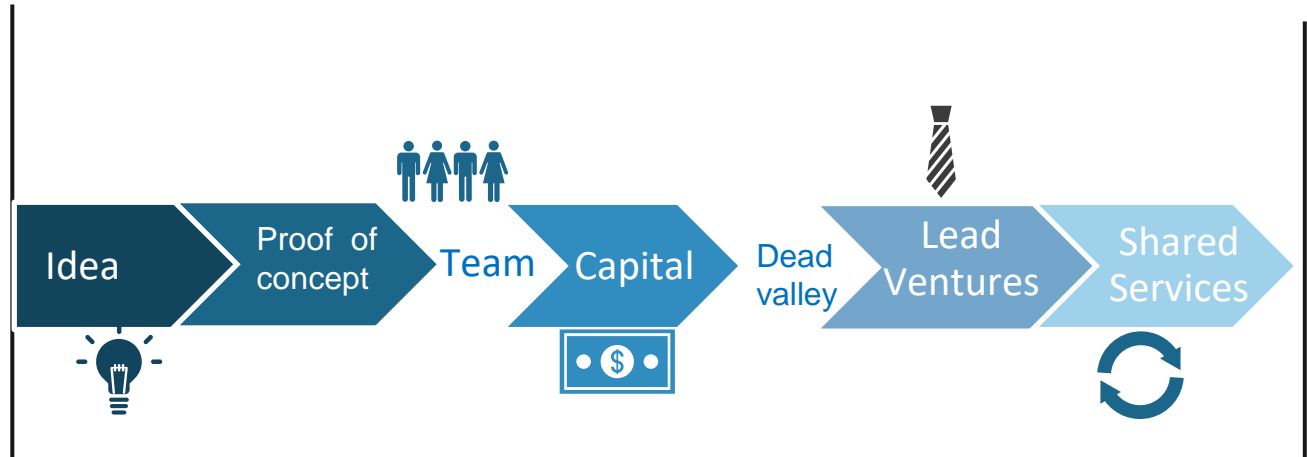 Idea
Proof of
concept
Team
Capital
$
Dead
valley
Lead
Ventures
Shared
Services